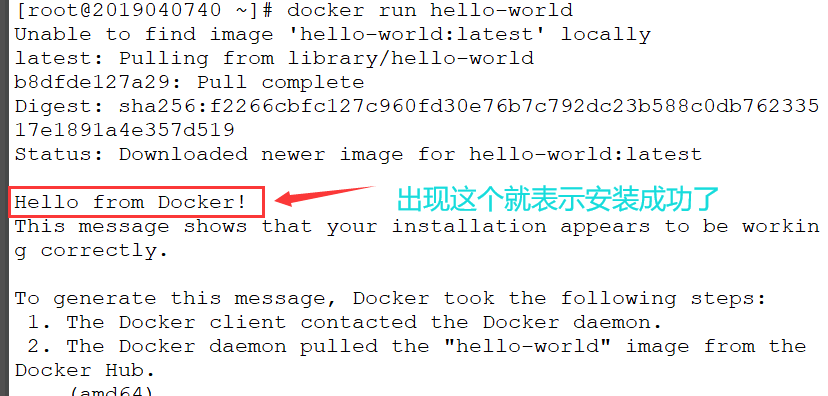 [root@2019040740 ~]# docker run hello-world
Unable to find image 'hello-world:latest' locally
latest: Pulling from library/hello-world
b8dfde127a29: Pull complete
Digest: sha256:f2266cbfc127c960fd30e76b7c792dc23b588c0db762335
17e1891a4e357d519
Status: Downloaded newer image for hello-world:latest
Hello from Docker!
出现这个就表示安装成功了
This message shows that your installation appears to be workin
g correctly.
To generate this message, Docker took the following steps:
1. The Docker client contacted the Docker daemon.
2. The Docker daemon pulled the "hello-world" image from the
Docker Hub.
(amd64)